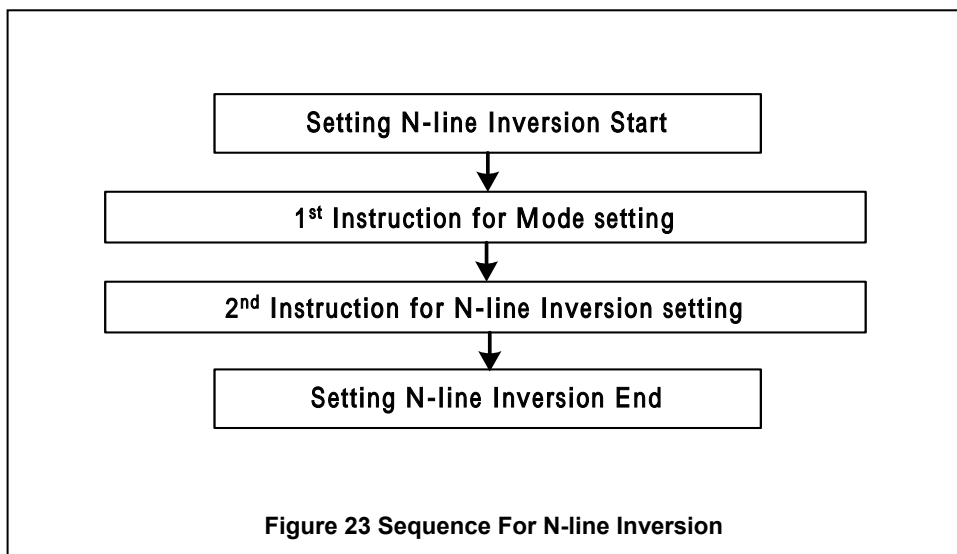 Setting N-line Inversion Start
1st Instruction for Mode setting
2nd Instruction for N-line Inversion setting
Setting N-line Inversion End
Figure 23 Sequence For N-line Inversion